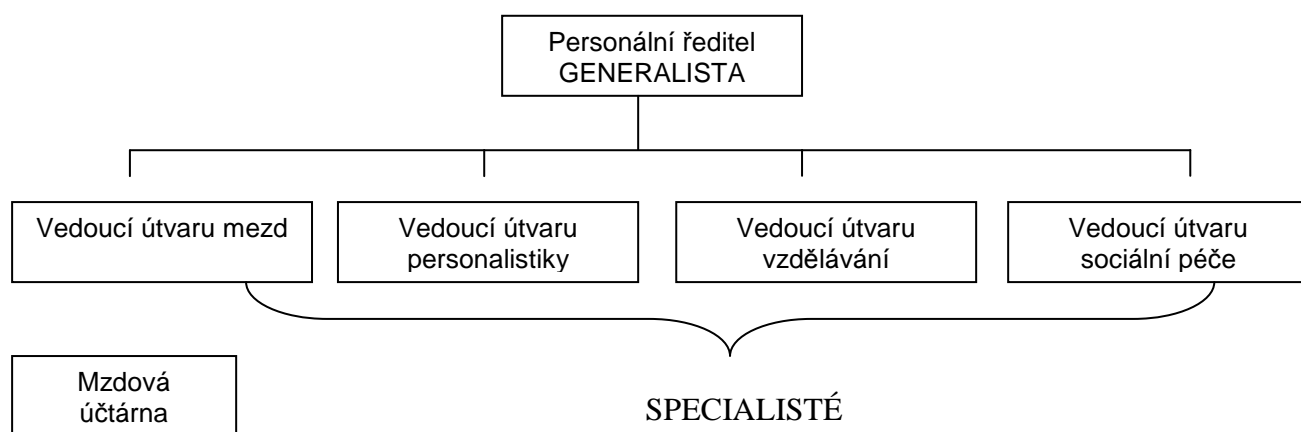 Personální ředitel
GENERALISTA
Vedoucí útvaru mezd
Vedoucí útvaru
personalistiky
Vedoucí útvaru
vzdělávání
Vedoucí útvaru
sociální péče
Mzdová
účtárna
SPECIALISTÉ